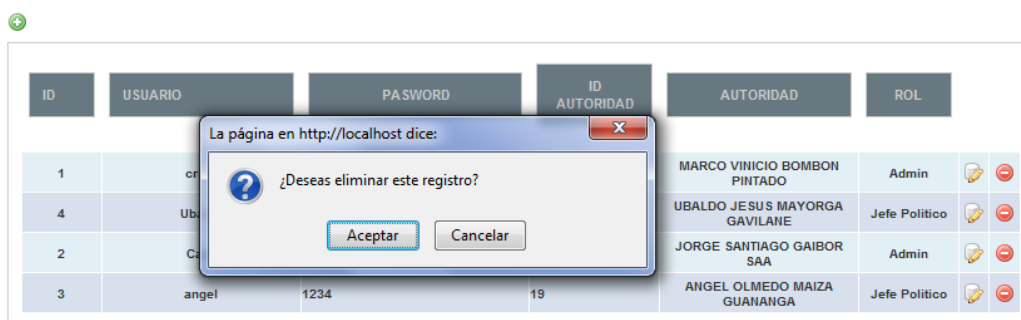 ID USUARIO PASWORD ID AUTORIDAD AUTORIDAD ROL
La página en http://localhost dice:
¿Deseas eliminar este registro?
Aceptar Cancelar
1 MARCO VINICIO BOMBON PINTADO Admin
4 UBALDO JESUS MAYORGA GAVILANE Jefe Politico
2 JORGE SANTIAGO GAIBOR SAA Admin
3 angel 1234 19 ANGEL OLMEDO MAIZA GUANANGA Jefe Politico